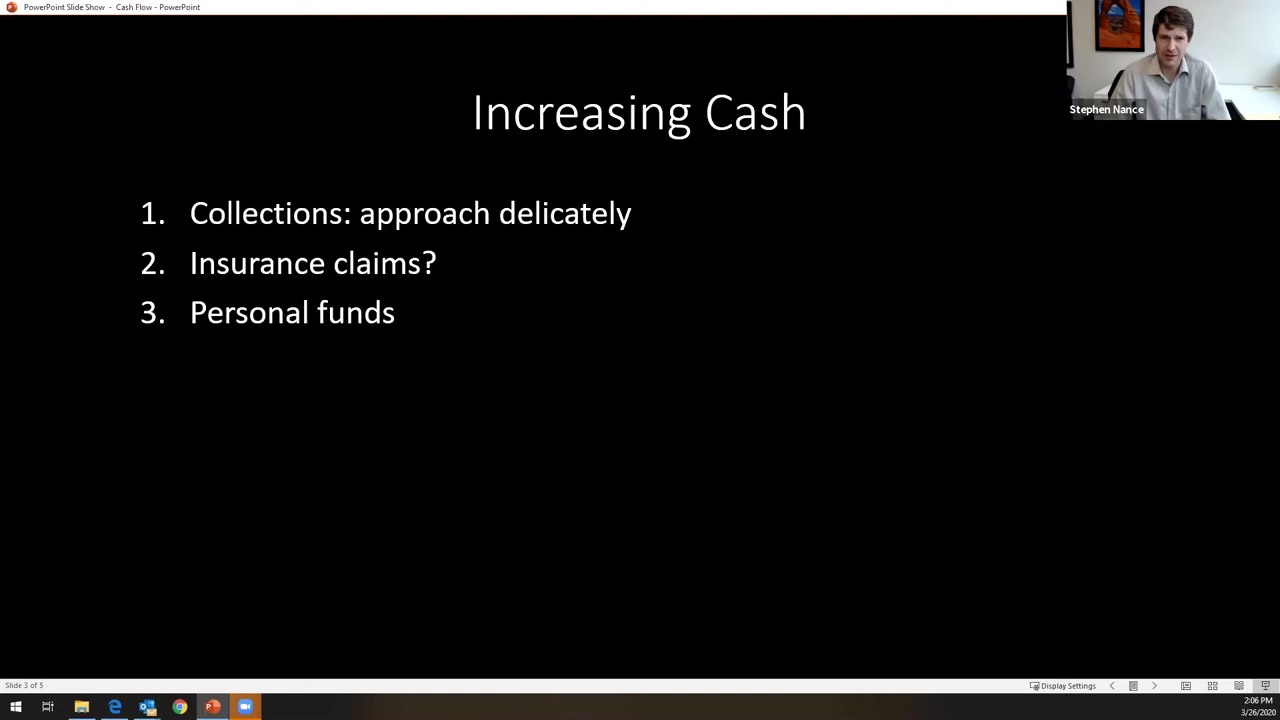 PowerPoint Slide Show - Cash Flow - PowerPoint
Stephen Nance
Increasing Cash
1. Collections: approach delicately
2. Insurance claims?
3. Personal funds
Slide 3 of 5
Display Settings
2:06 PM
3/26/2020